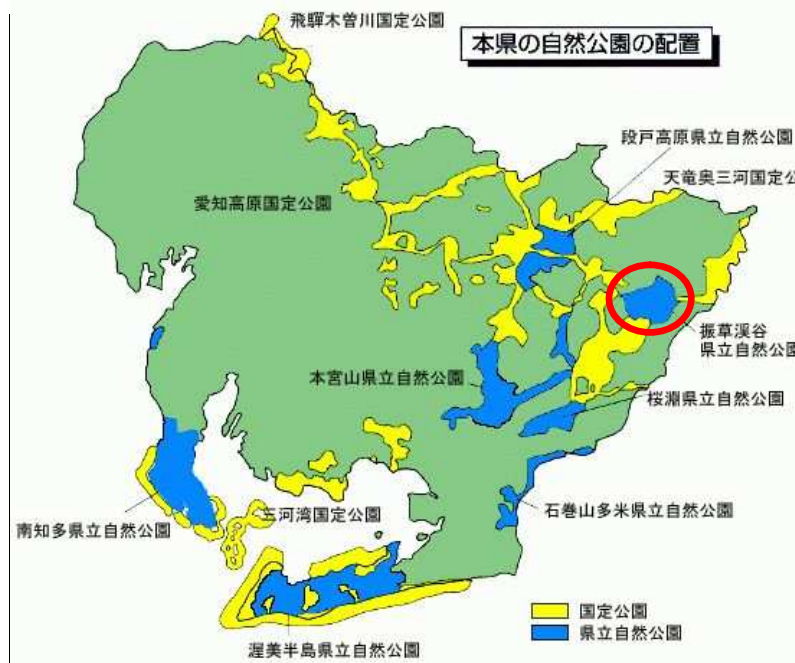 飛騨木曽川国定公園
本県の自然公園の配置
段戸高原県立自然公園
天竜奥三河国定公
愛知高原国定公園
振草渓谷
県立自然公園
本宮山県立自然公園
桜淵県立自然公園
石巻山多米県立自然公園
三河湾国定公園
南知多県立自然公園
国定公園
県立自然公園
渥美半島県立自然公園